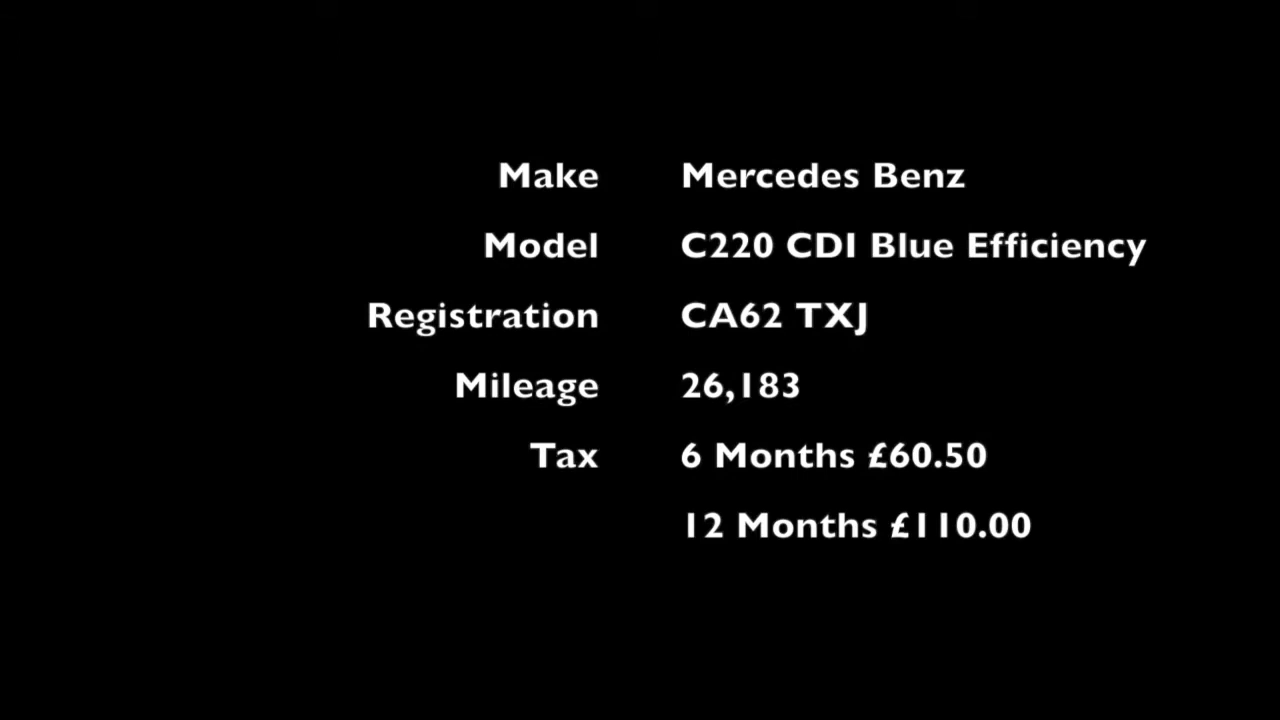 Make Mercedes Benz
Model C220 CDI Blue Efficiency
Registration CA62 TXJ
Mileage 26,183
Tax 6 Months £60.50
12 Months £110.00